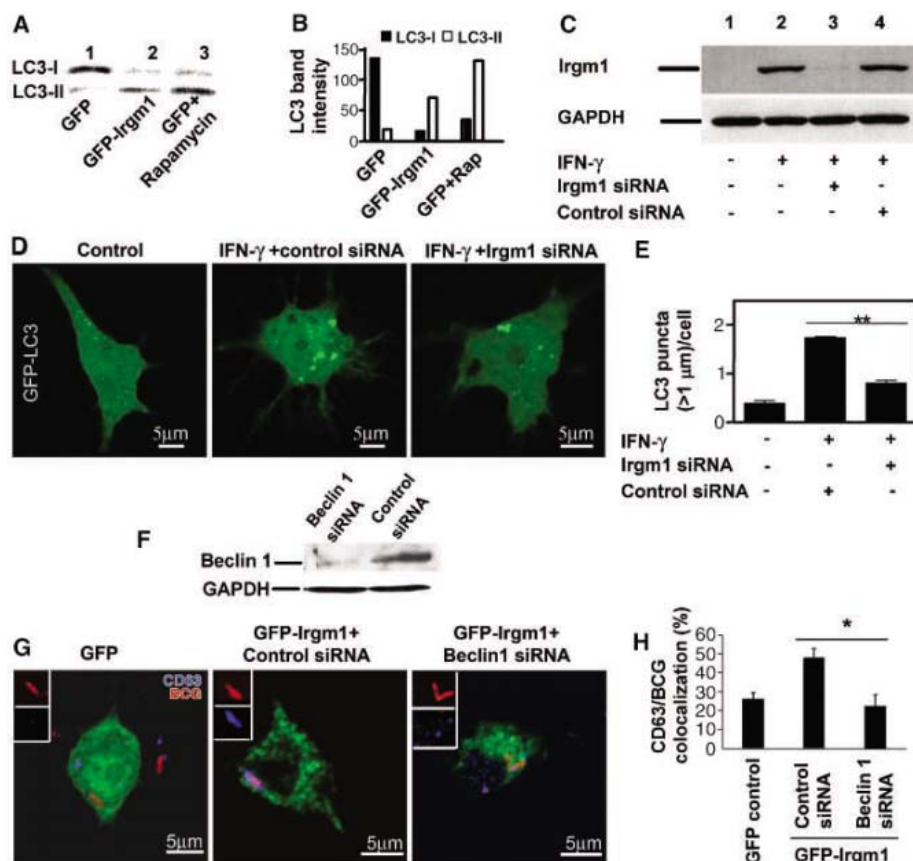 A
1 2 3
LC3-I
LC3-II
GFP
GFP-Irgm1
GFP+
Rapamycin
B
LC3-I LC3-II
LC3 band
intensity
150
100
50
0
GFP
GFP-Irgm1
GFP+Rap
C
1 2 3 4
Irgm1
GAPDH
IFN-γ - + + +
Irgm1 siRNA - - + -
Control siRNA - - - +
D
Control
IFN-γ +control siRNA
IFN-γ +Irgm1 siRNA
GFP-LC3
5μm
5μm
5μm
E
LC3 puncta
(>1 μm)/cell
2
1
0
**
IFN-γ - + +
Irgm1 siRNA - - +
Control siRNA - + -
F
Beclin 1
siRNA
Control
siRNA
Beclin 1
GAPDH
G
GFP
GFP-Irgm1+
Control siRNA
GFP-Irgm1+
Beclin1 siRNA
CD63
BCG
5μm
5μm
5μm
H
CD63/BCG
colocalization (%)
60
50
40
30
20
10
0
*
GFP control
Control
siRNA
Beclin 1
siRNA
GFP-Irgm1